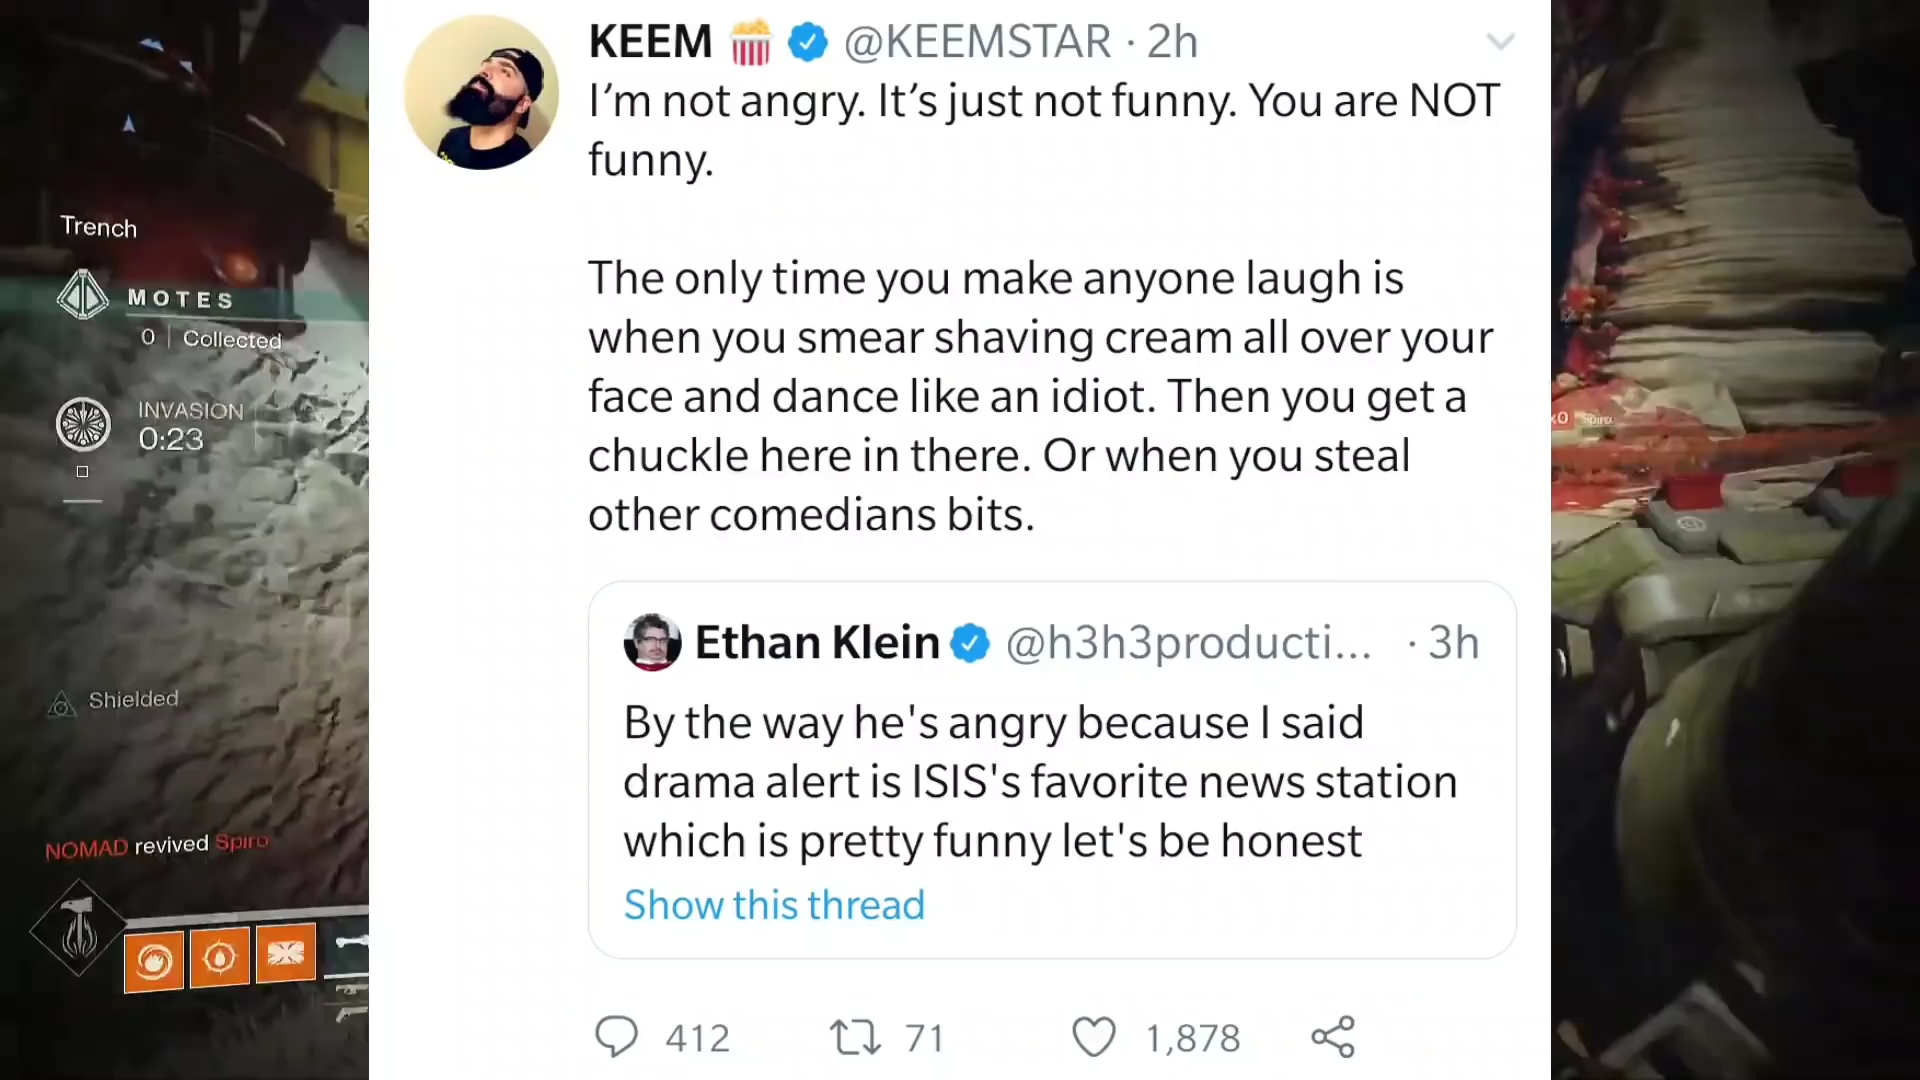 KEEM @KEEMSTAR · 2h
I'm not angry. It's just not funny. You are NOT
funny.
The only time you make anyone laugh is
when you smear shaving cream all over your
face and dance like an idiot. Then you get a
chuckle here in there. Or when you steal
other comedians bits.
Ethan Klein @h3h3producti... · 3h
By the way he's angry because I said
drama alert is ISIS's favorite news station
which is pretty funny let's be honest
Show this thread
412 71 1,878
Trench
MOTES
0 | Collected
INVASION
0:23
Shielded
NOMAD revived Spiro
Spiro